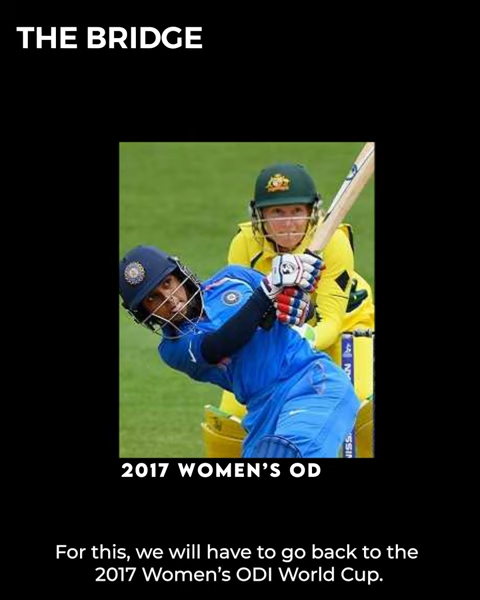 THE BRIDGE
2017 WOMEN'S OD
For this, we will have to go back to the
2017 Women's ODI World Cup.